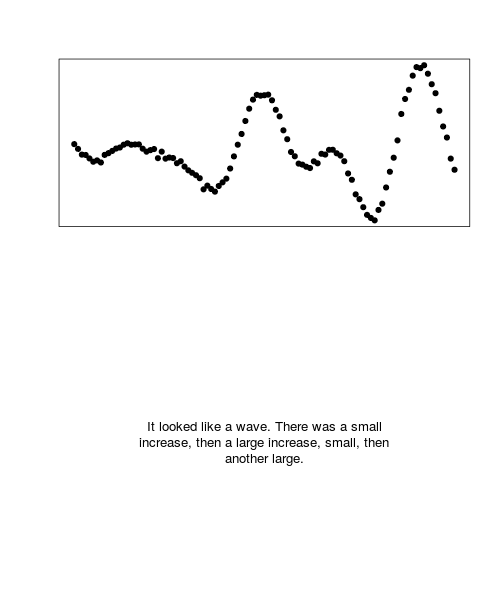 It looked like a wave. There was a small
increase, then a large increase, small, then
another large.